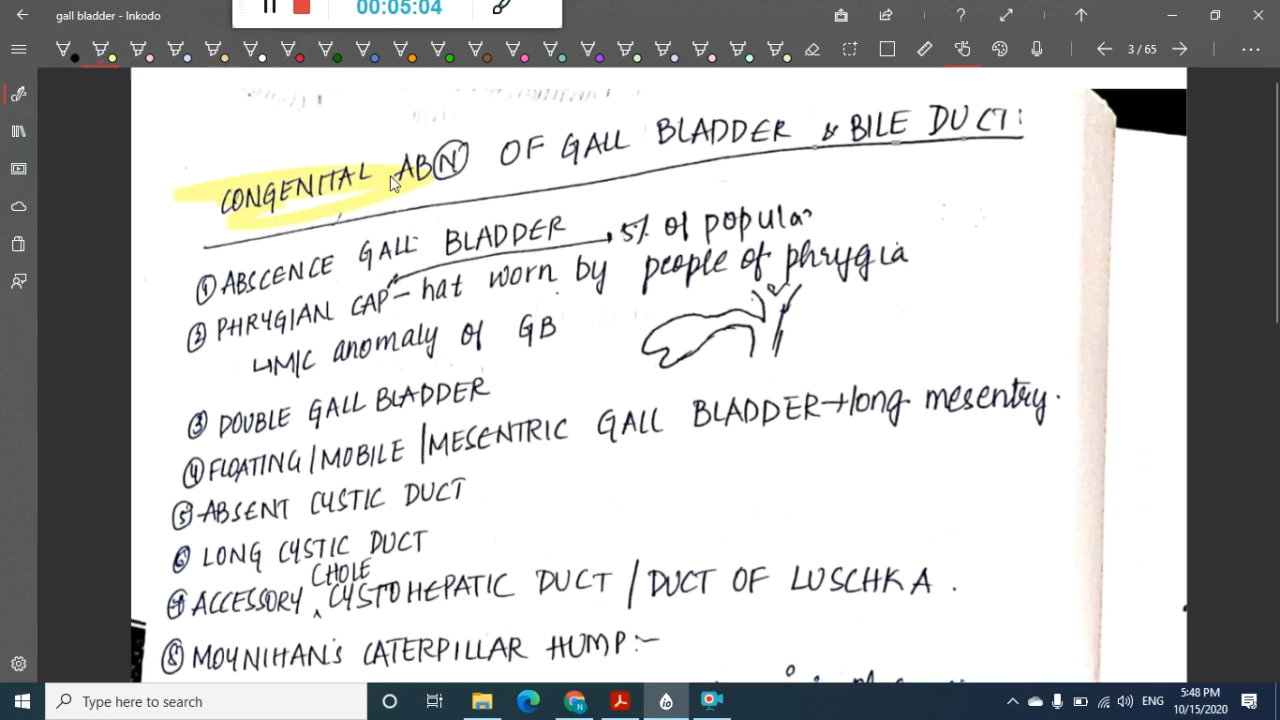 gall bladder - Inkodo
00:05:04
3 / 65
CONGENITAL ABN OF GALL BLADDER & BILE DUCT:
① ABSCENCE GALL BLADDER 5% of popula
② PHRYGIAN CAP - hat worn by people of phrygia
↳ M/C anomaly of GB
③ DOUBLE GALL BLADDER
④ FLOATING / MOBILE / MESENTRIC GALL BLADDER → long mesentry.
⑤ ABSENT CYSTIC DUCT
⑥ LONG CYSTIC DUCT
CHOLE
⑦ ACCESSORY ^ CYSTOHEPATIC DUCT / DUCT OF LUSCHKA.
⑧ MOYNIHAN'S CATERPILLAR HUMP :-
Type here to search
ENG
5:48 PM
10/15/2020